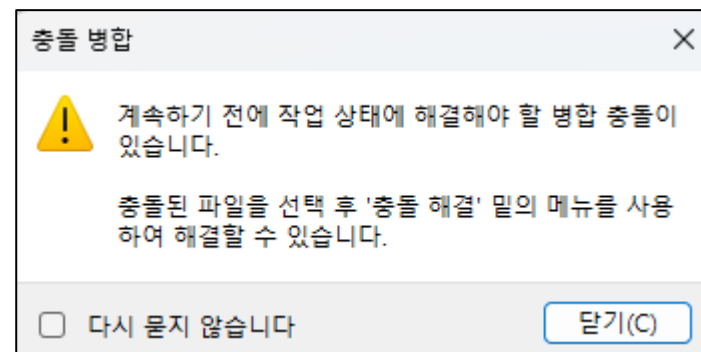 충돌 병합
계속하기 전에 작업 상태에 해결해야 할 병합 충돌이
있습니다.
충돌된 파일을 선택 후 '충돌 해결' 밑의 메뉴를 사용
하여 해결할 수 있습니다.
다시 묻지 않습니다
닫기(C)